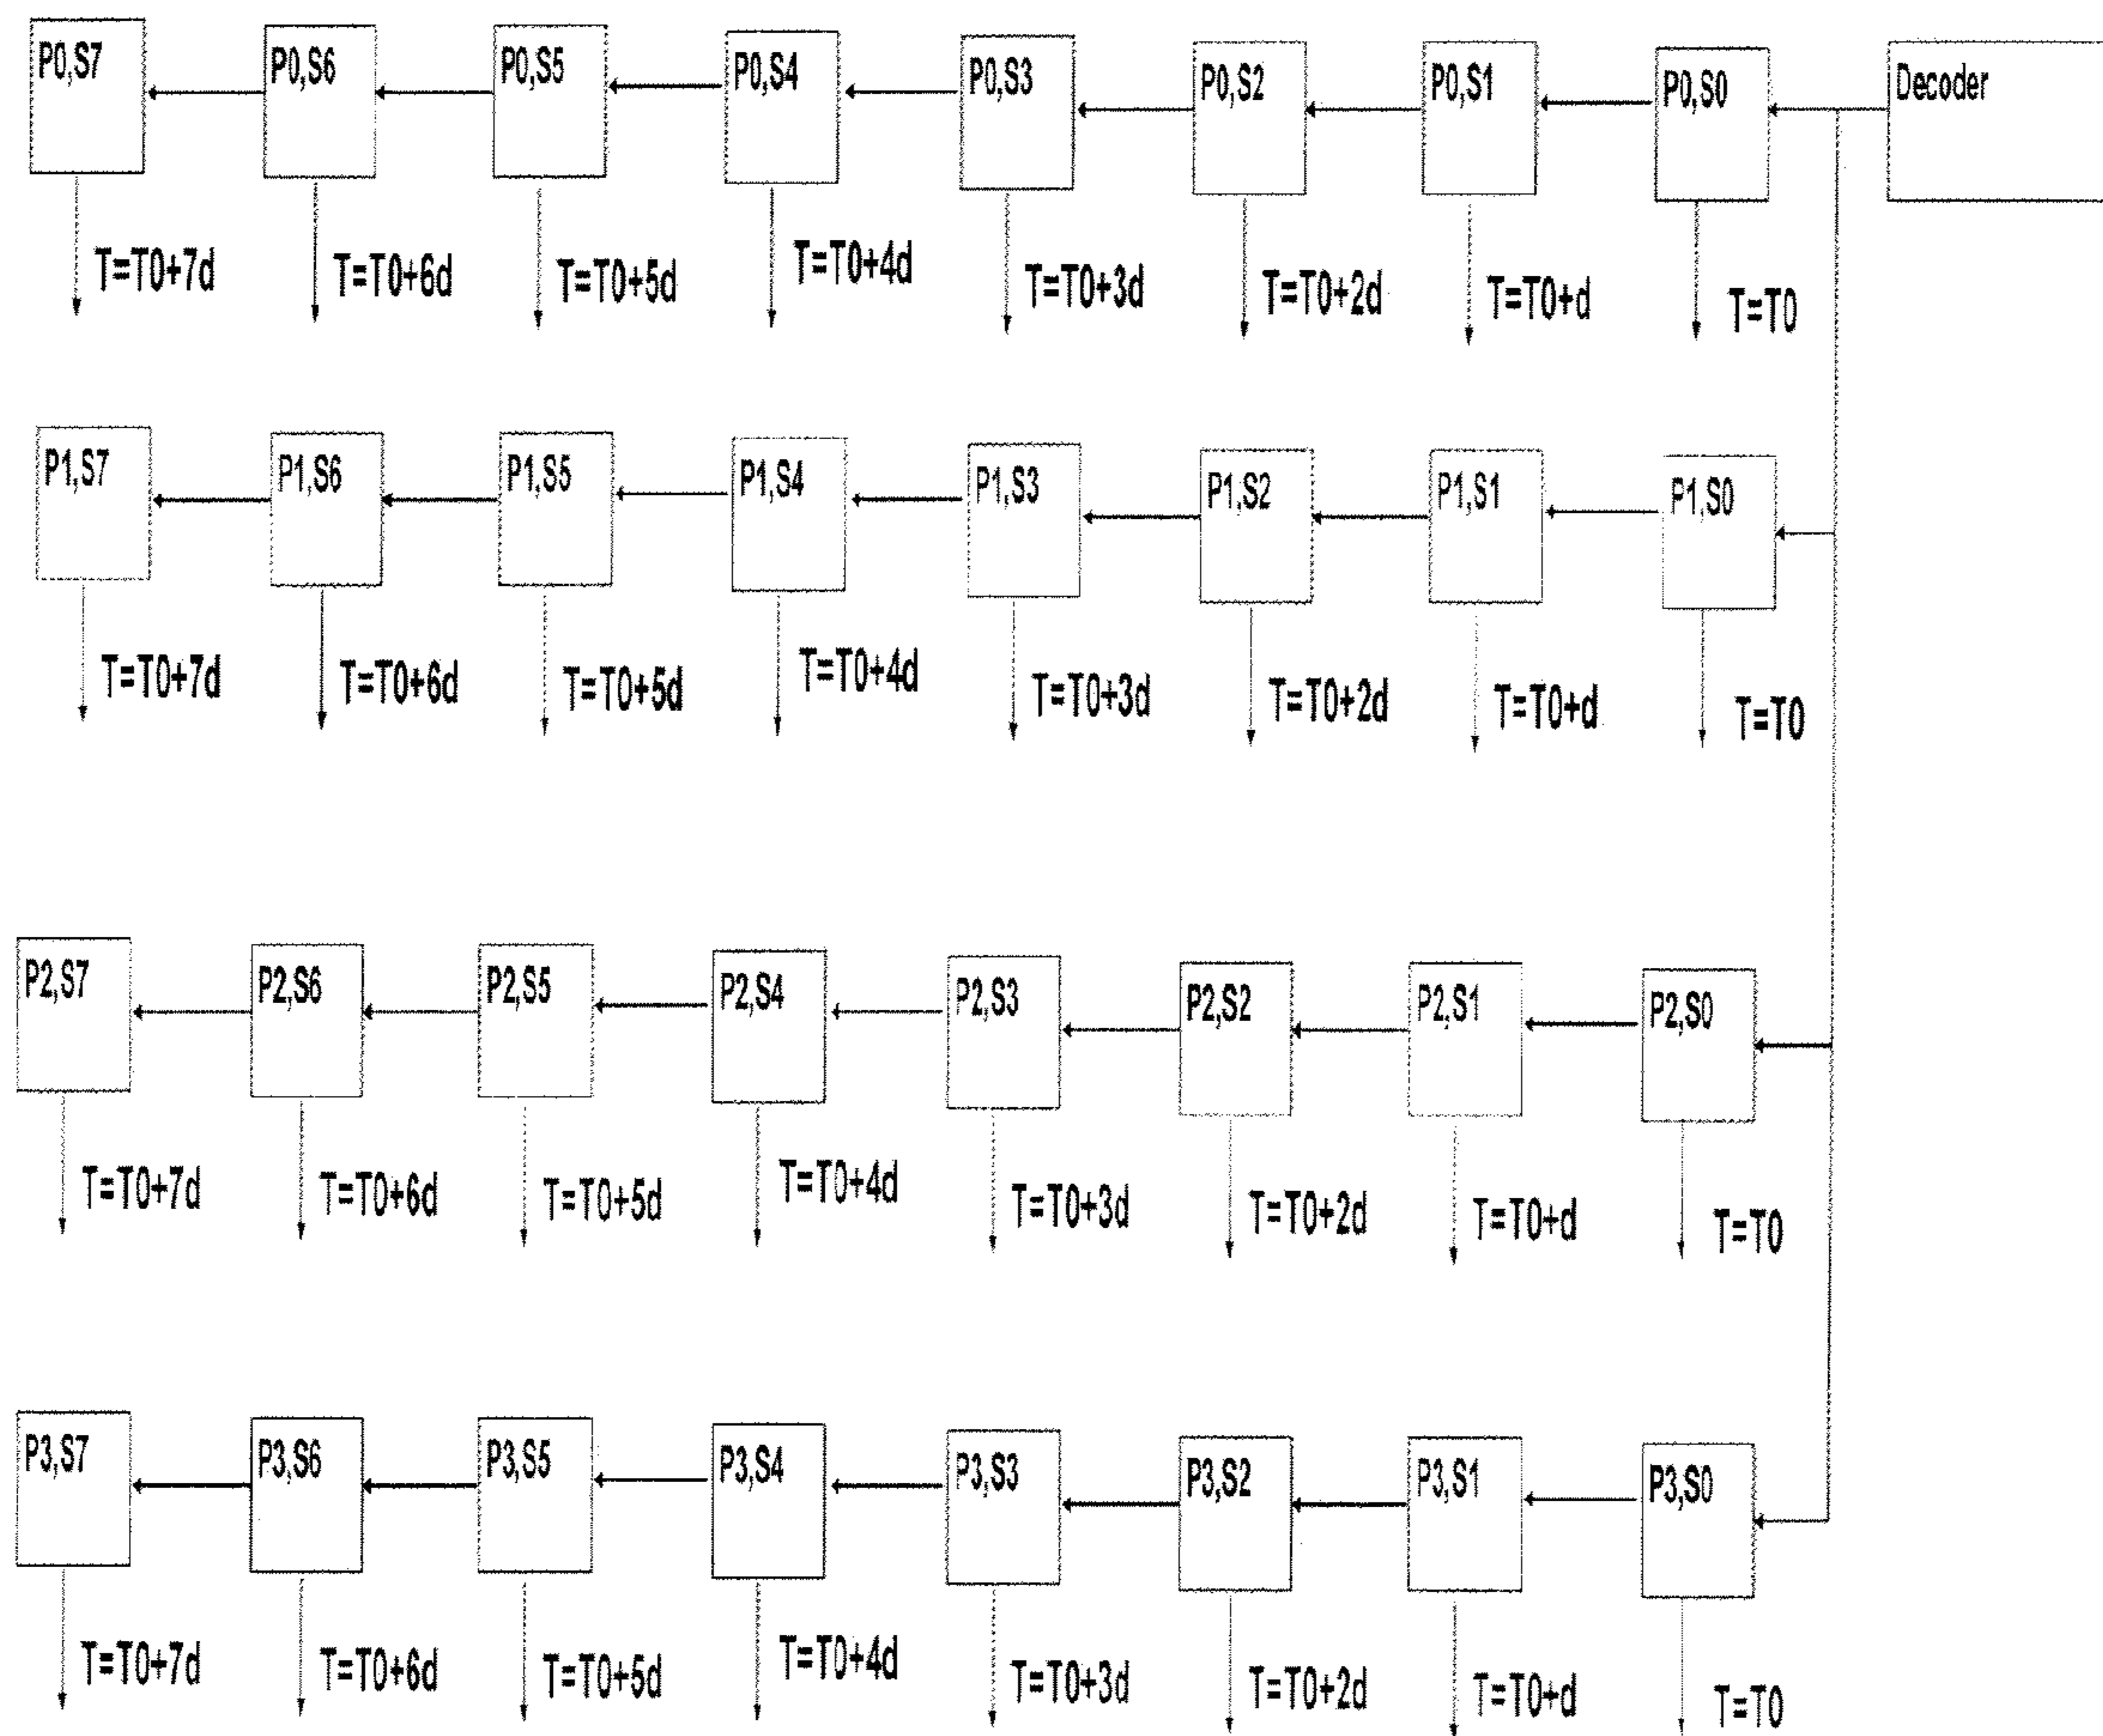 P0,S7 P0,S6 P0,S5 P0,S4 P0,S3 P0,S2 P0,S1 P0,S0 Decoder
T=T0+7d T=T0+6d T=T0+5d T=T0+4d T=T0+3d T=T0+2d T=T0+d T=T0
P1,S7 P1,S6 P1,S5 P1,S4 P1,S3 P1,S2 P1,S1 P1,S0
T=T0+7d T=T0+6d T=T0+5d T=T0+4d T=T0+3d T=T0+2d T=T0+d T=T0
P2,S7 P2,S6 P2,S5 P2,S4 P2,S3 P2,S2 P2,S1 P2,S0
T=T0+7d T=T0+6d T=T0+5d T=T0+4d T=T0+3d T=T0+2d T=T0+d T=T0
P3,S7 P3,S6 P3,S5 P3,S4 P3,S3 P3,S2 P3,S1 P3,S0
T=T0+7d T=T0+6d T=T0+5d T=T0+4d T=T0+3d T=T0+2d T=T0+d T=T0